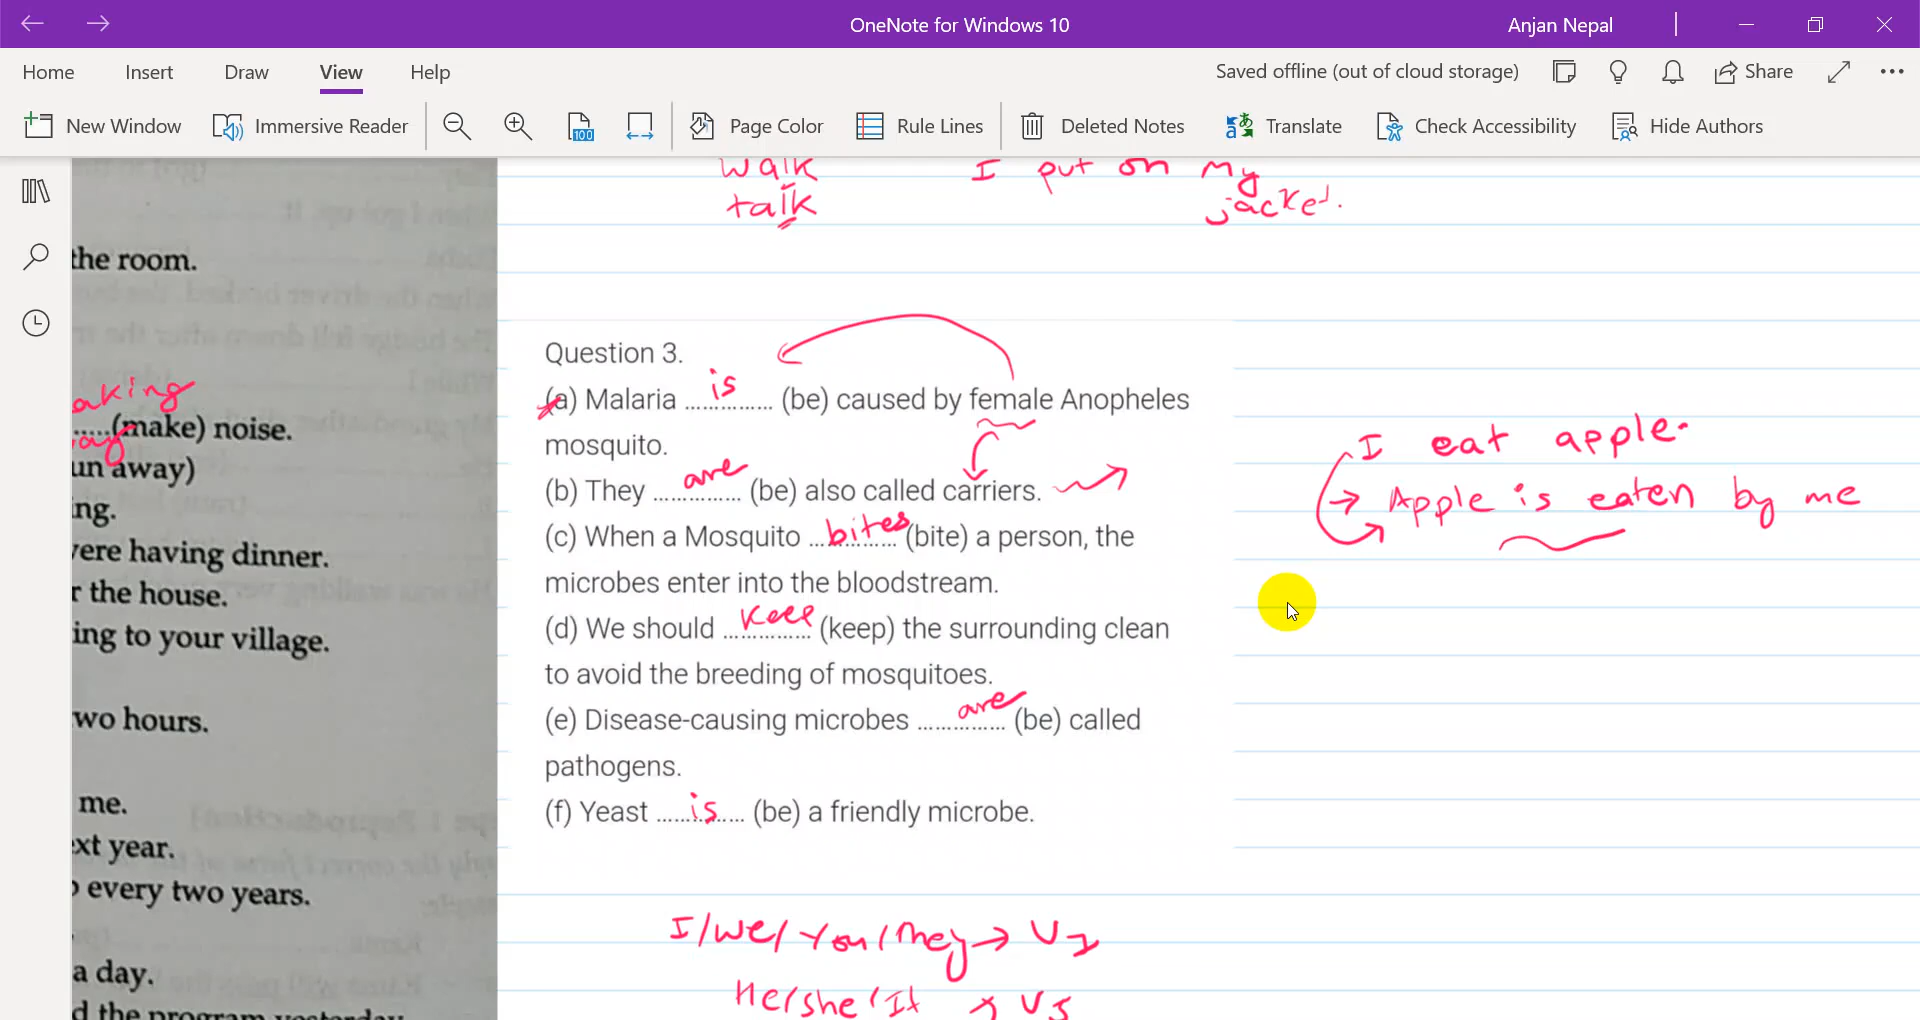 OneNote for Windows 10
Anjan Nepal
Home Insert Draw View Help
Saved offline (out of cloud storage)
Share
New Window Immersive Reader
100
Page Color Rule Lines Deleted Notes Translate Check Accessibility Hide Authors
walk
talk
I put on my
jacket.
the room.
aking
.....(make) noise.
un away)
ing.
vere having dinner.
r the house.
ing to your village.
wo hours.
me.
ext year.
every two years.
a day.
d the program yesterday
Question 3.
(a) Malaria ...is... (be) caused by female Anopheles
mosquito.
(b) They ...are... (be) also called carriers.
(c) When a Mosquito ...bites... (bite) a person, the
microbes enter into the bloodstream.
(d) We should ...keep... (keep) the surrounding clean
to avoid the breeding of mosquitoes.
(e) Disease-causing microbes ...are... (be) called
pathogens.
(f) Yeast ...is... (be) a friendly microbe.
I eat apple.
→ Apple is eaten by me
I/We/You/They → V1
He/she/It → V5